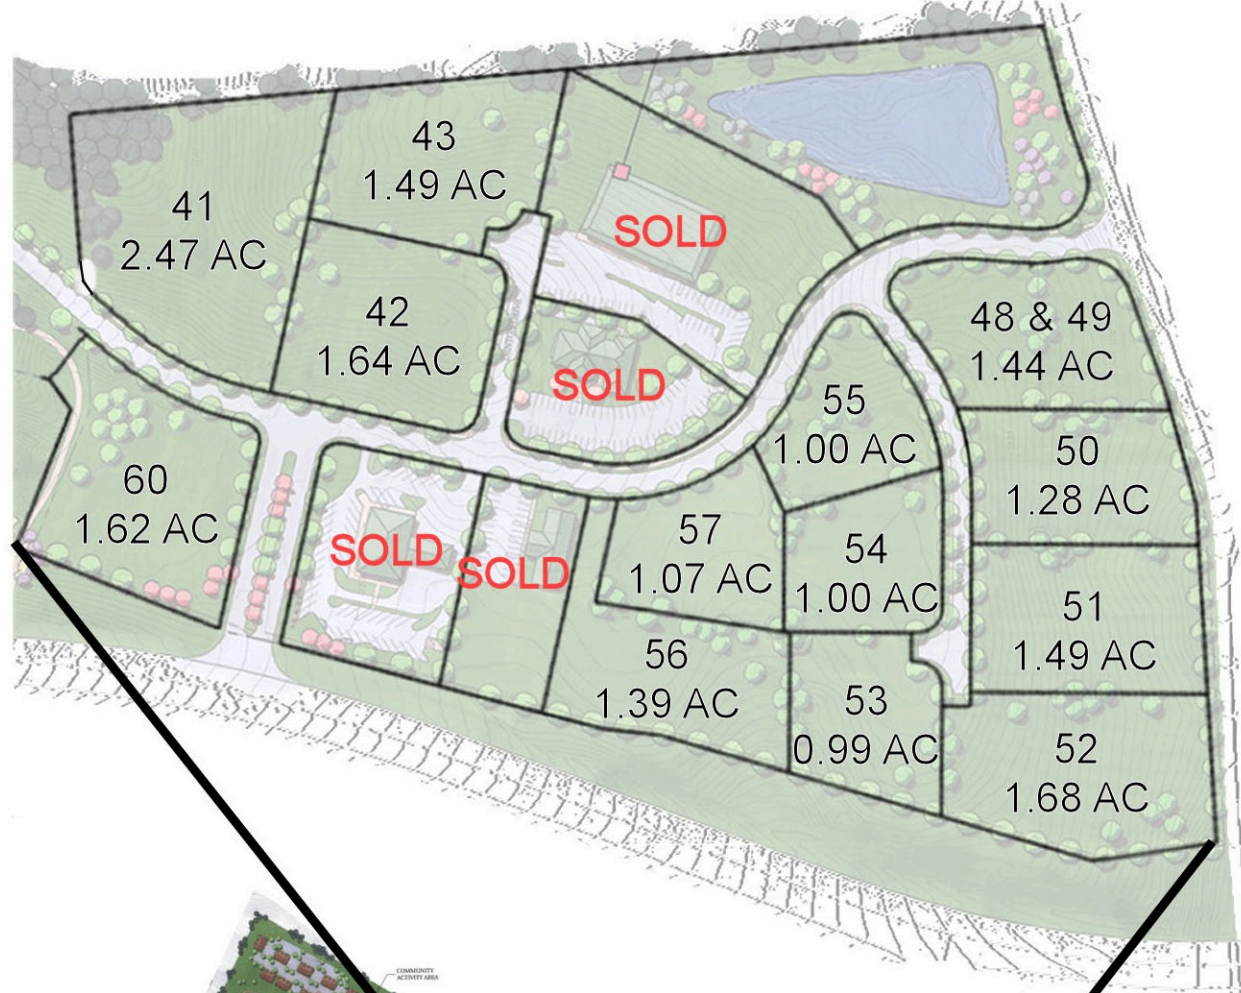 43
1.49 AC
41
2.47 AC
SOLD
42
1.64 AC
48 & 49
1.44 AC
SOLD
55
1.00 AC
50
1.28 AC
60
1.62 AC
SOLD
SOLD
57
1.07 AC
54
1.00 AC
51
1.49 AC
56
1.39 AC
53
0.99 AC
52
1.68 AC
COMMUNITY
ACTIVITY AREA